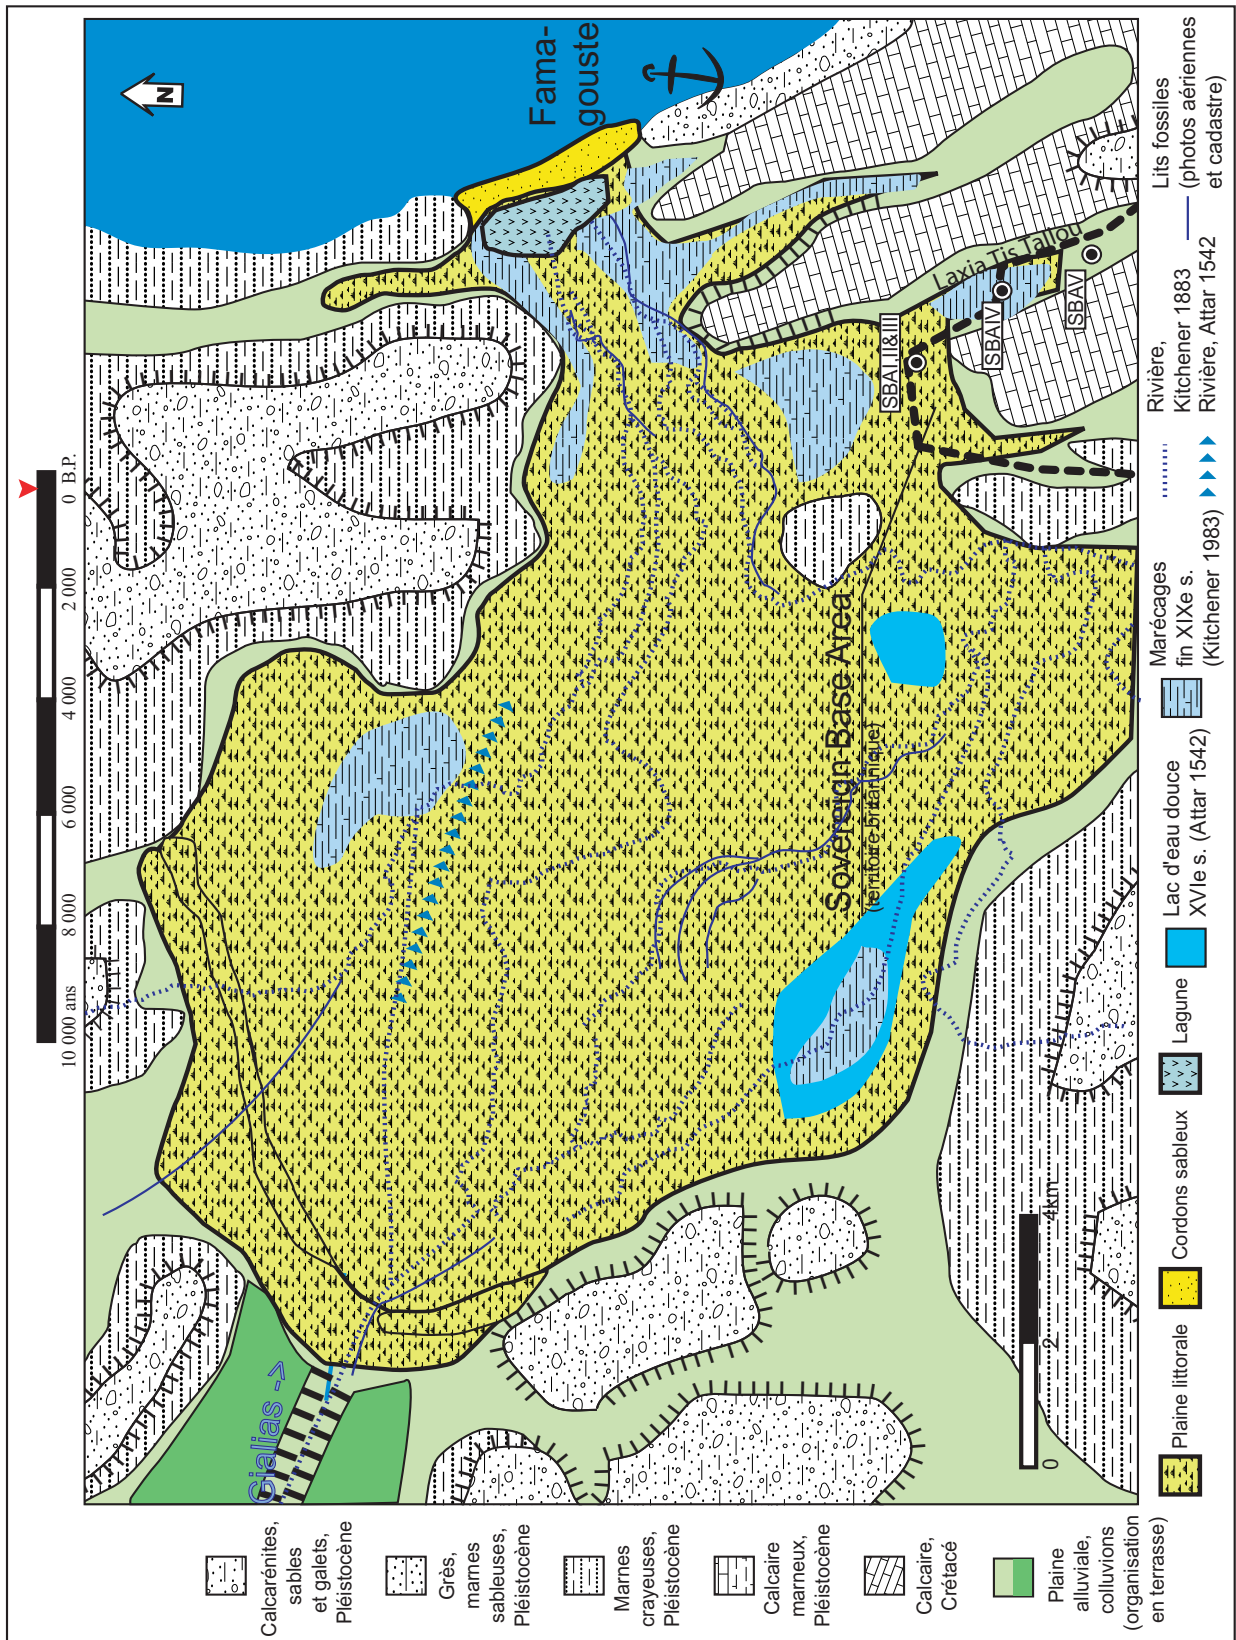 10 000 ans
8 000
6 000
4 000
2 000
0 B.P.
N
Fama-
gouste
Gialias ->
Sovereign Base Area
(territoire britannique)
Laxia Tis Tallou
SBA I, II & III
SBA IV
SBA V
0
2
4km
Calcarénites,
sables
et galets,
Pléistocène
Grès,
marnes
sableuses,
Pléistocène
Marnes
crayeuses,
Pléistocène
Calcaire
marneux,
Pléistocène
Calcaire,
Crétacé
Plaine
alluviale,
colluvions
(organisation
en terrasse)
Plaine littorale
Cordons sableux
Lagune
Lac d'eau douce
XVIe s. (Attar 1542)
Marécages
fin XIXe s.
(Kitchener 1983)
Rivière,
Kitchener 1883
Rivière, Attar 1542
Lits fossiles
(photos aériennes
et cadastre)